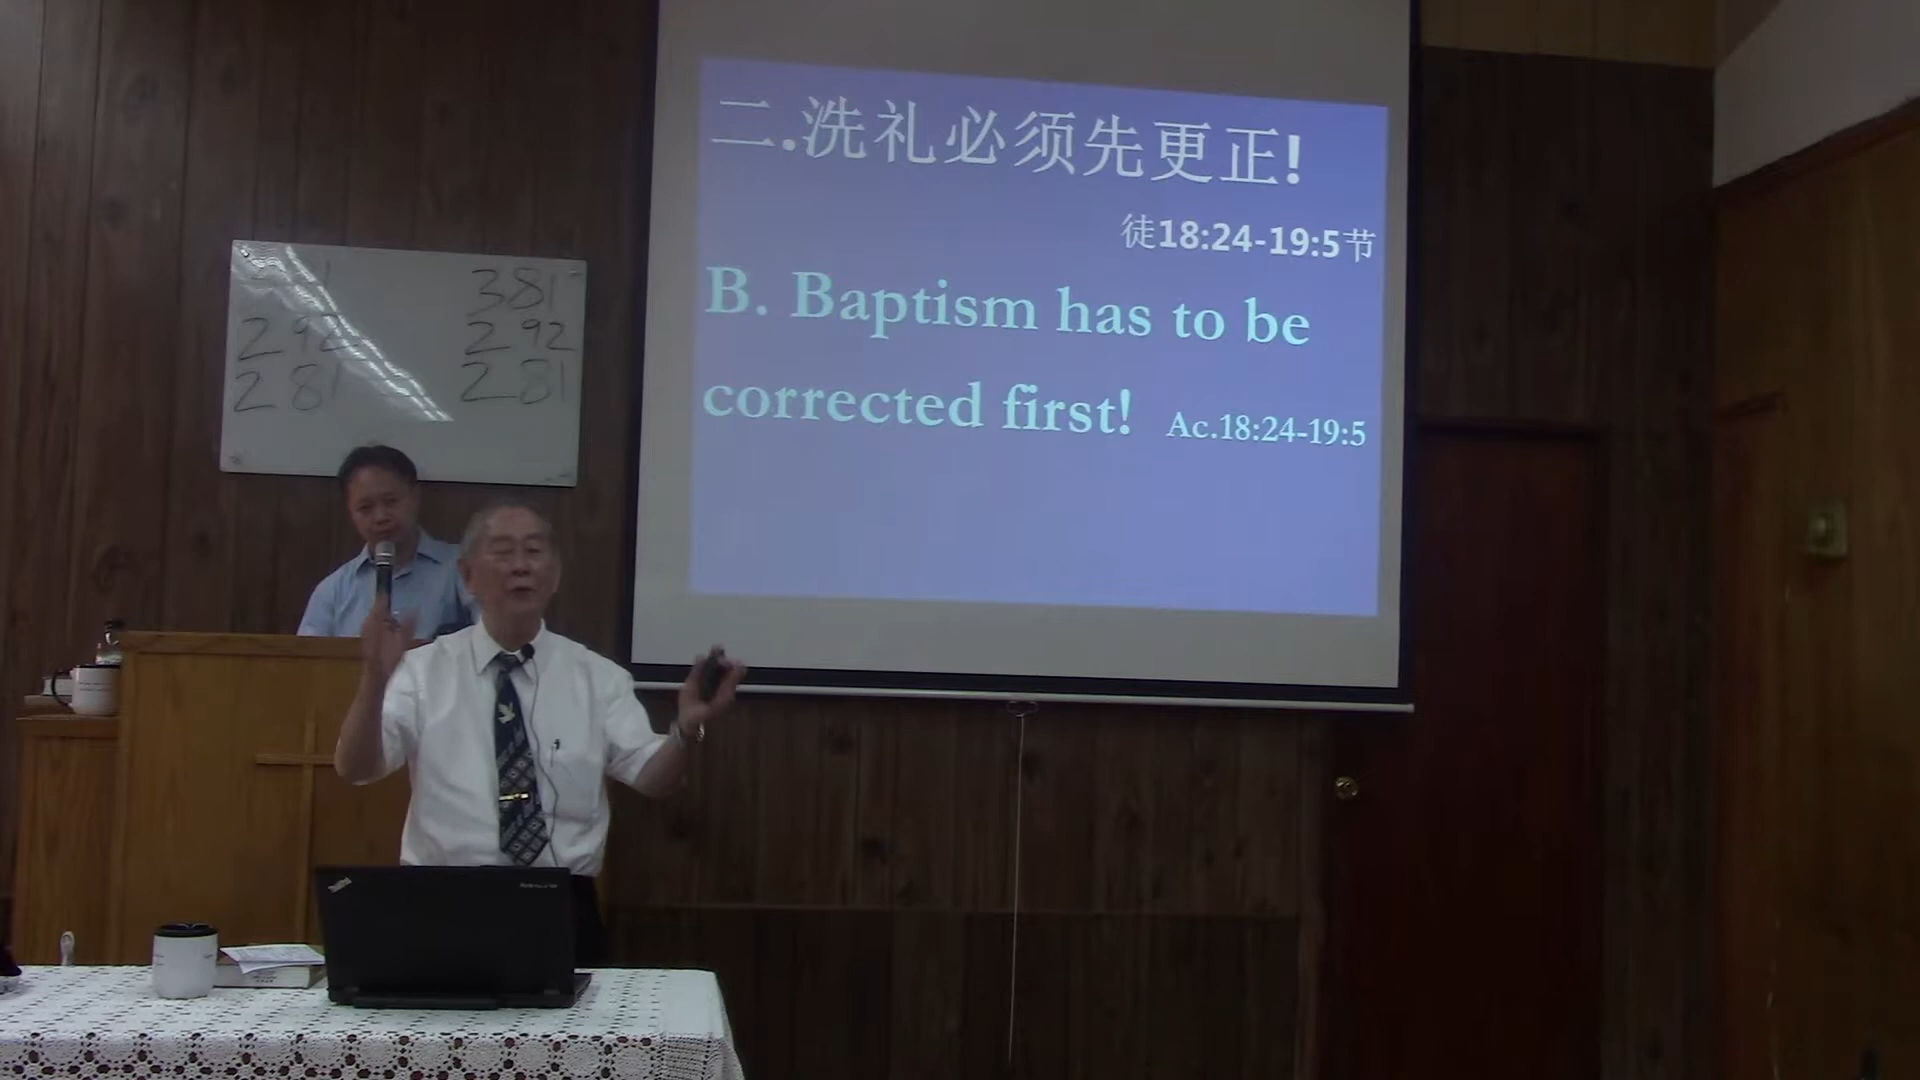 二.洗礼必须先更正!
徒18:24-19:5节
B. Baptism has to be
corrected first! Ac.18:24-19:5
381
292 292
281 281
ThinkPad